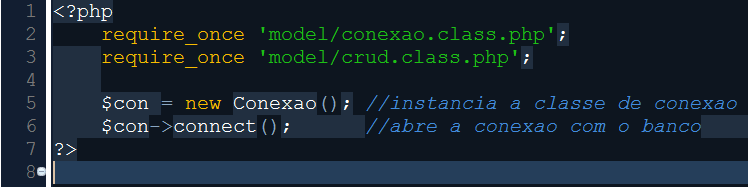 1 <?php
2 require_once 'model/conexao.class.php';
3 require_once 'model/crud.class.php';
4
5 $con = new Conexao(); //instancia a classe de conexao
6 $con->connect(); //abre a conexao com o banco
7 ?>
8